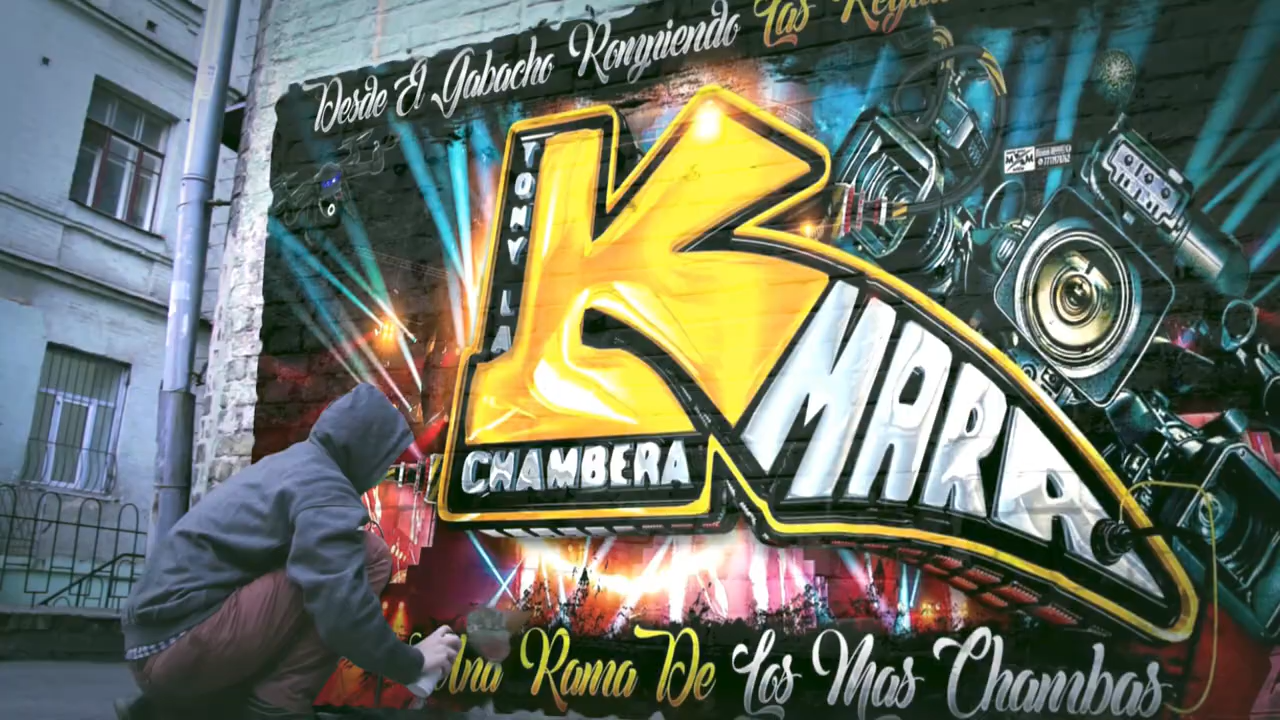 Desde El Gabacho Rompiendo Las
TONY LA
K
MARA
CHAMBERA
Una Rama De Los Mas Chambas